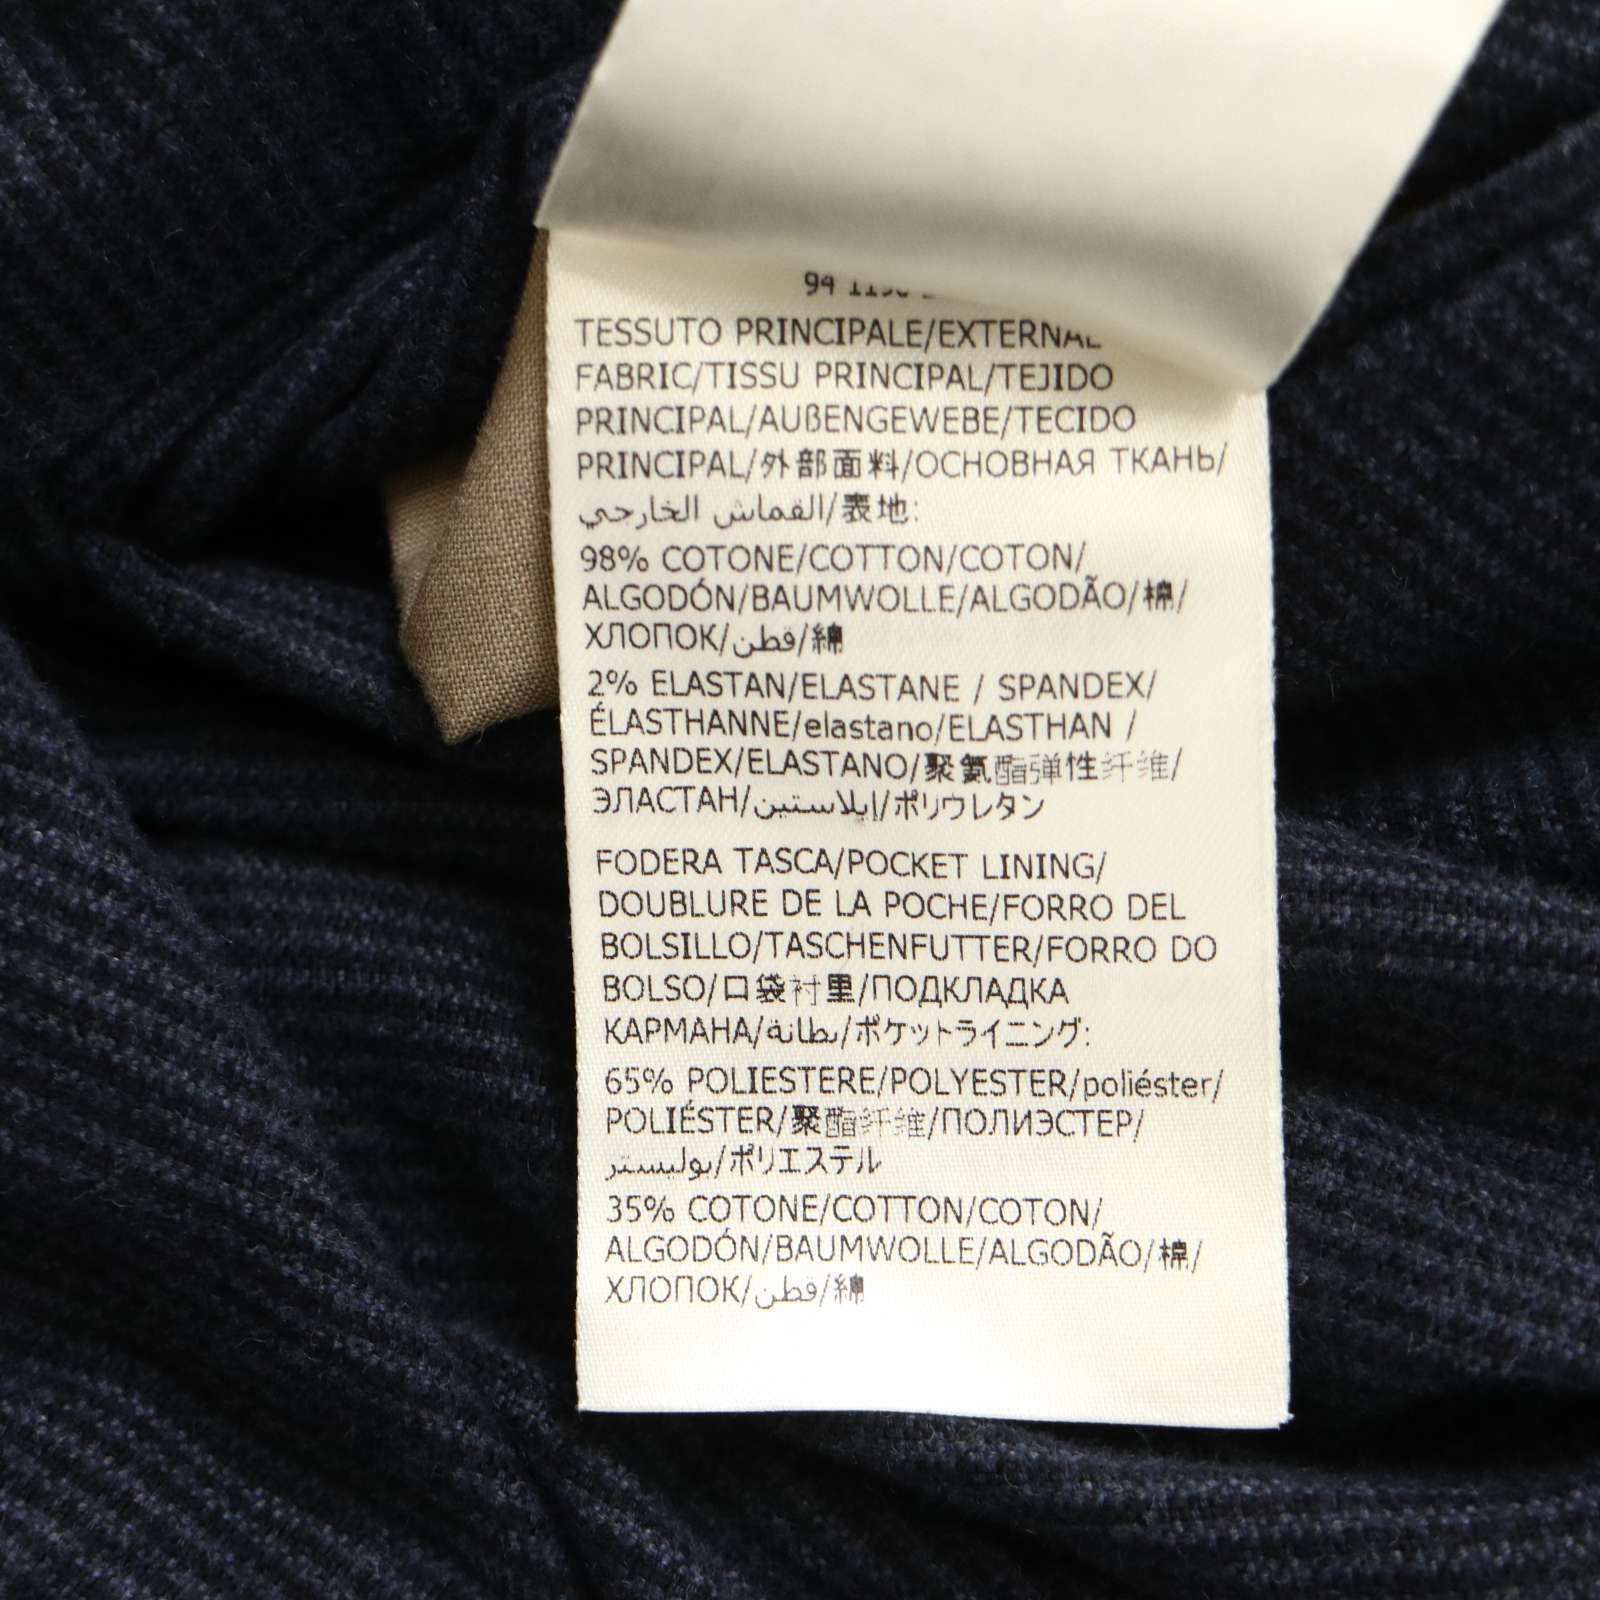 94
TESSUTO PRINCIPALE/EXTERNAL
FABRIC/TISSU PRINCIPAL/TEJIDO
PRINCIPAL/AUßENGEWEBE/TECIDO
PRINCIPAL/外部面料/ОСНОВНАЯ ТКАНЬ/
القماش الخارجي/表地:
98% COTONE/COTTON/COTON/
ALGODÓN/BAUMWOLLE/ALGODÃO/棉/
ХЛОПОК/قطن/綿
2% ELASTAN/ELASTANE / SPANDEX/
ÉLASTHANNE/elastano/ELASTHAN /
SPANDEX/ELASTANO/聚氨酯弹性纤维/
ЭЛАСТАН/إيلاستين/ポリウレタン
FODERA TASCA/POCKET LINING/
DOUBLURE DE LA POCHE/FORRO DEL
BOLSILLO/TASCHENFUTTER/FORRO DO
BOLSO/口袋衬里/ПОДКЛАДКА
КАРМАНА/بطانة/ポケットライニング:
65% POLIESTERE/POLYESTER/poliéster/
POLIÉSTER/聚酯纤维/ПОЛИЭСТЕР/
بوليستر/ポリエステル
35% COTONE/COTTON/COTON/
ALGODÓN/BAUMWOLLE/ALGODÃO/棉/
ХЛОПОК/قطن/綿